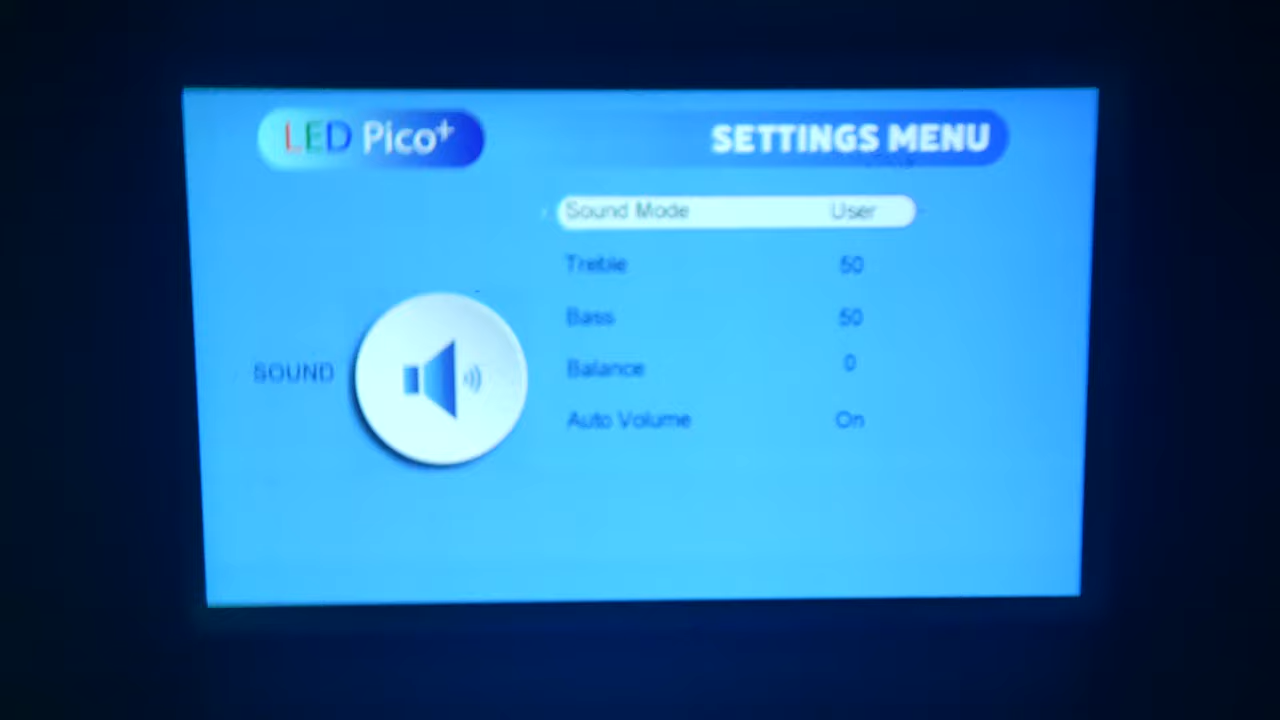 LED Pico+
SETTINGS MENU
Sound Mode User
Treble 50
Bass 50
SOUND
Balance 0
Auto Volume On